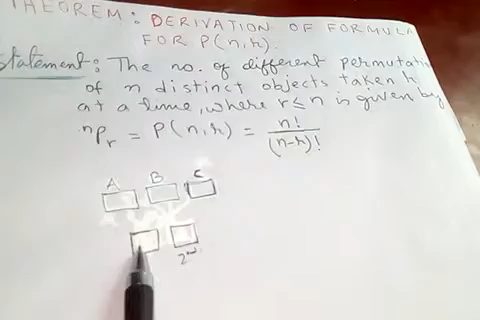 THEOREM: DERIVATION OF FORMULA
FOR P(n,r).
Statement: The no. of different
of n distinct objects taken r
at a time, where r ≤ n is given by
ⁿPᵣ = P(n,r) = n!/(n-r)!
A B C
2nd